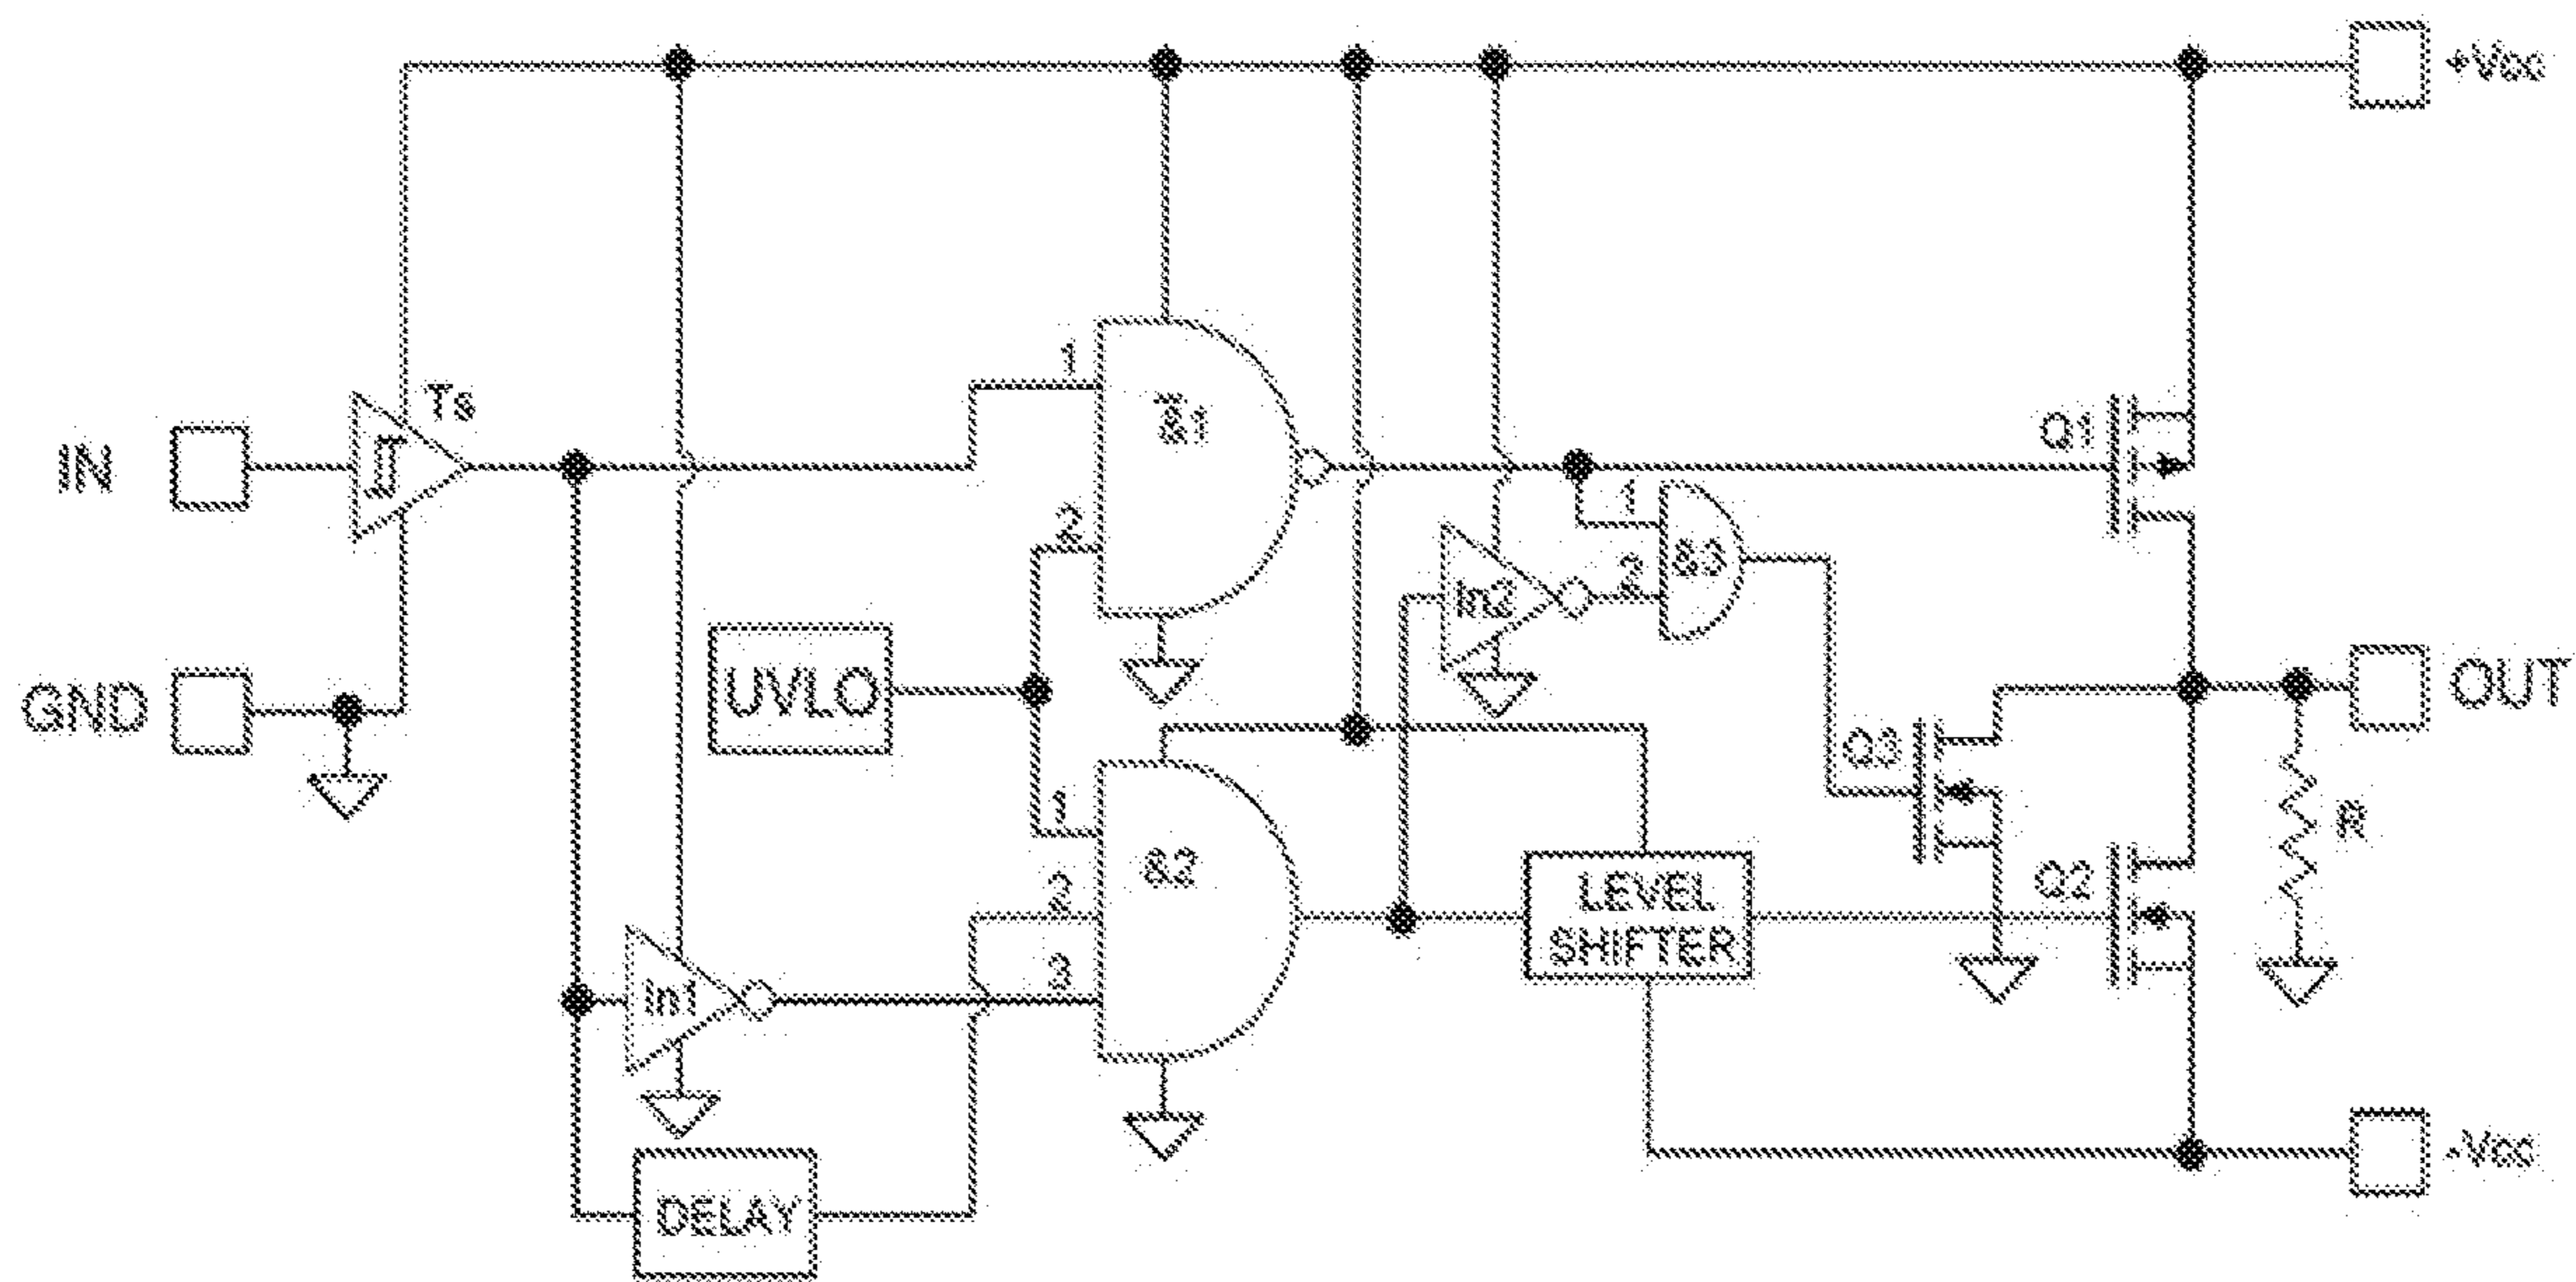 +Vcc
Ts
1
&̅1
Q1
IN
2
1
&3
In2
2
UVLO
GND
OUT
Q3
1
R
&2
Q2
2
LEVEL
SHIFTER
3
In1
-Vcc
DELAY